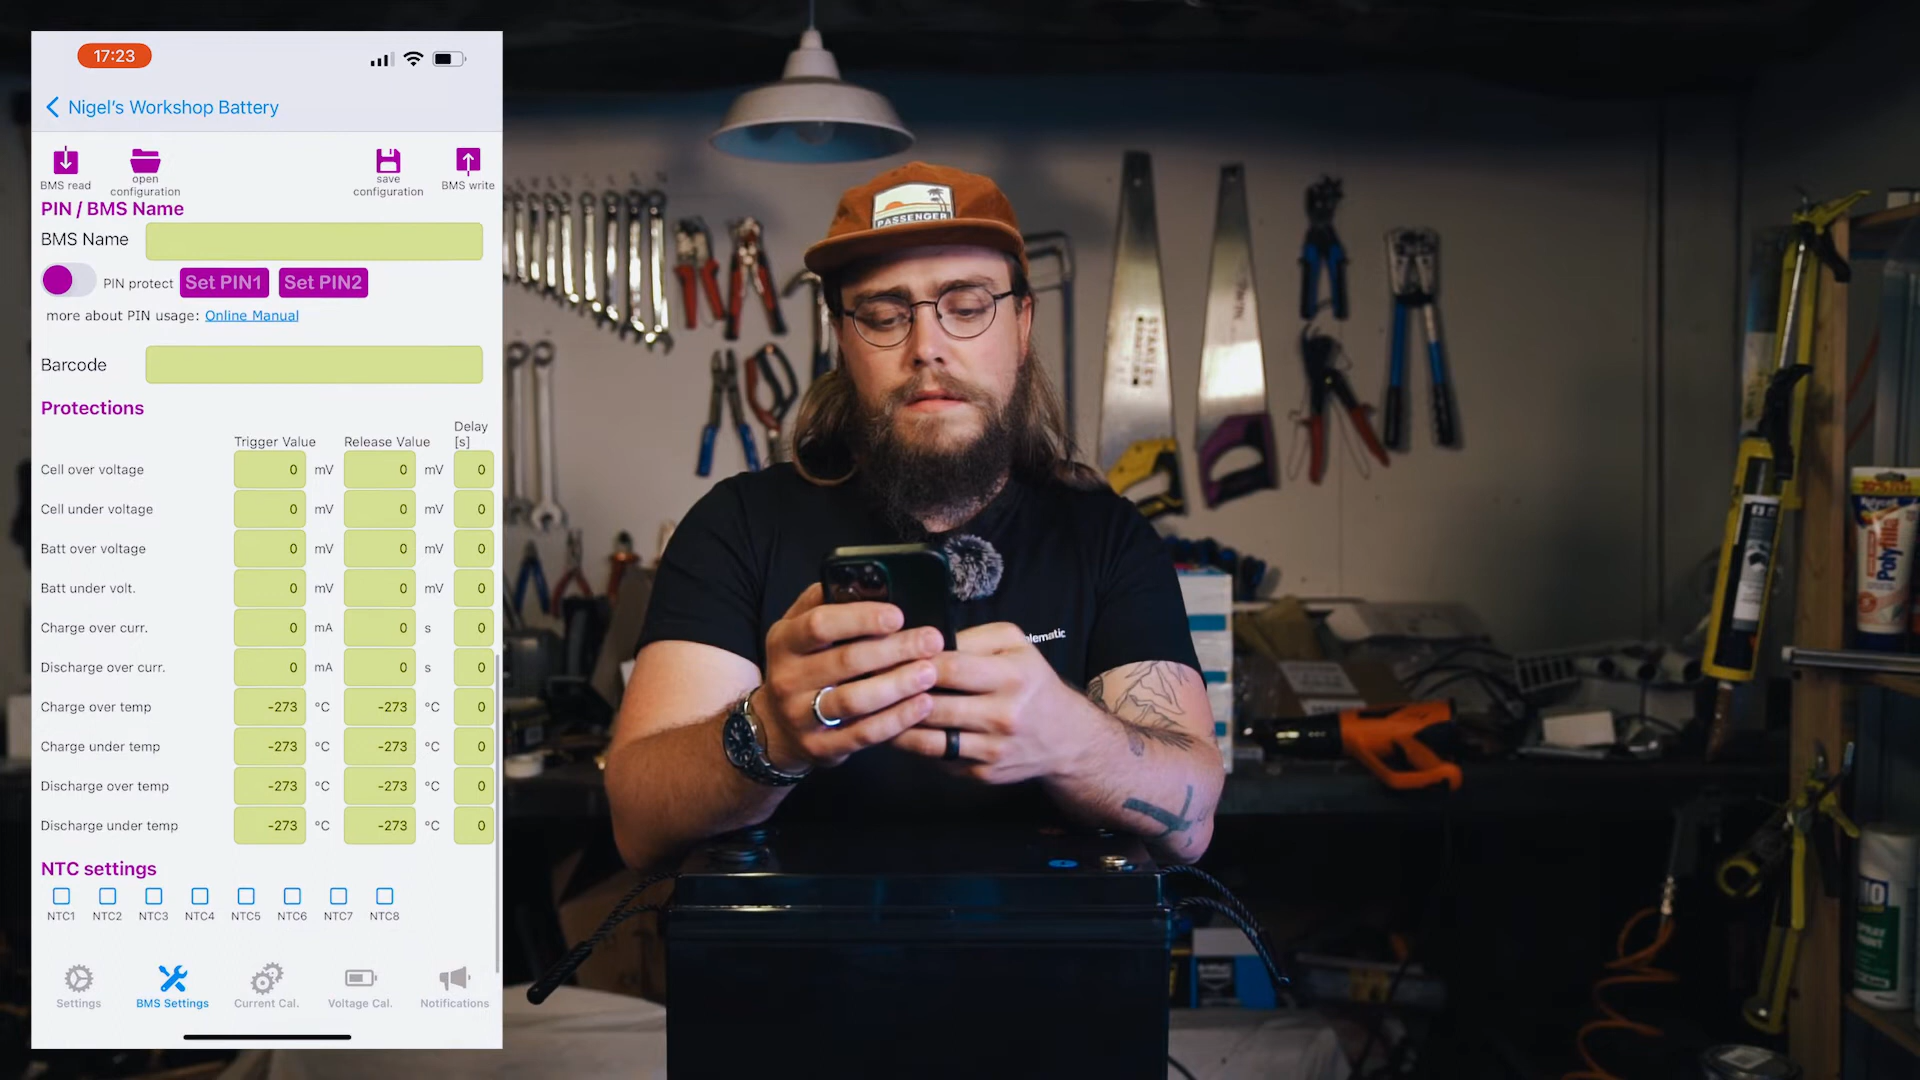 17:23
Nigel's Workshop Battery
BMS read
open configuration
save configuration
BMS write
PIN / BMS Name
BMS Name
PIN protect
Set PIN1
Set PIN2
more about PIN usage: Online Manual
Barcode
Protections
Trigger Value Release Value Delay [s]
Cell over voltage 0 mV 0 mV 0
Cell under voltage 0 mV 0 mV 0
Batt over voltage 0 mV 0 mV 0
Batt under volt. 0 mV 0 mV 0
Charge over curr. 0 mA 0 s 0
Discharge over curr. 0 mA 0 s 0
Charge over temp -273 °C -273 °C 0
Charge under temp -273 °C -273 °C 0
Discharge over temp -273 °C -273 °C 0
Discharge under temp -273 °C -273 °C 0
NTC settings
NTC1 NTC2 NTC3 NTC4 NTC5 NTC6 NTC7 NTC8
Settings
BMS Settings
Current Cal.
Voltage Cal.
Notifications
PASSENGER
STANLEY
Polyfilla